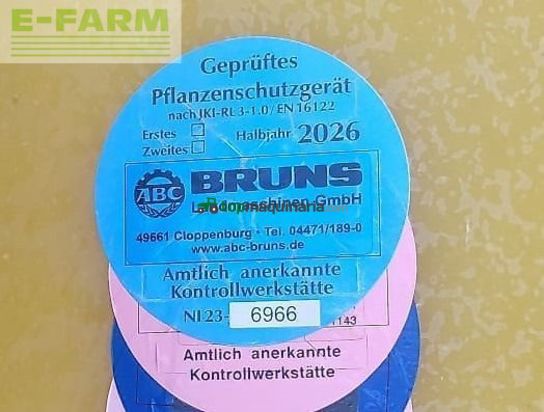 E-FARM
Geprüftes
Pflanzenschutzgerät
nach JKI-RL 3-1.0 / EN 16122
Erstes
Halbjahr 2026
Zweites
ABC BRUNS
Landmaschinen GmbH
topmaquinaria
49661 Cloppenburg · Tel. 04471/189-0
www.abc-bruns.de
Amtlich anerkannte
Kontrollwerkstätte
NI 23- 6966
1143
Amtlich anerkannte
Kontrollwerkstätte